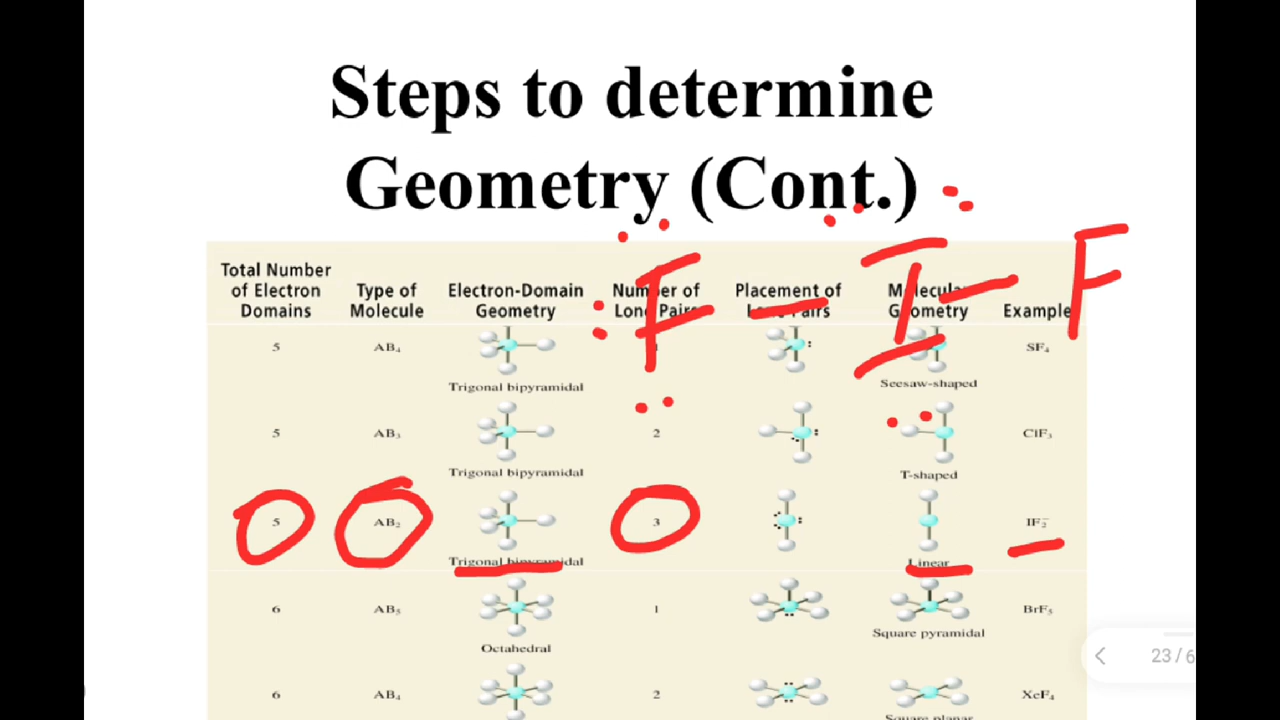 Steps to determine
Geometry (Cont.)
Total Number of Electron Domains Type of Molecule Electron-Domain Geometry Number of Lone Pairs Placement of Lone Pairs Molecular Geometry Example
5 AB₄ 1 SF₄
Trigonal bipyramidal Seesaw-shaped
5 AB₃ 2 ClF₃
Trigonal bipyramidal T-shaped
5 AB₂ 3 IF₂⁻
Trigonal bipyramidal Linear
6 AB₅ 1 BrF₅
Octahedral Square pyramidal
6 AB₄ 2 XeF₄
Square planar
F — I — F
23 / 6